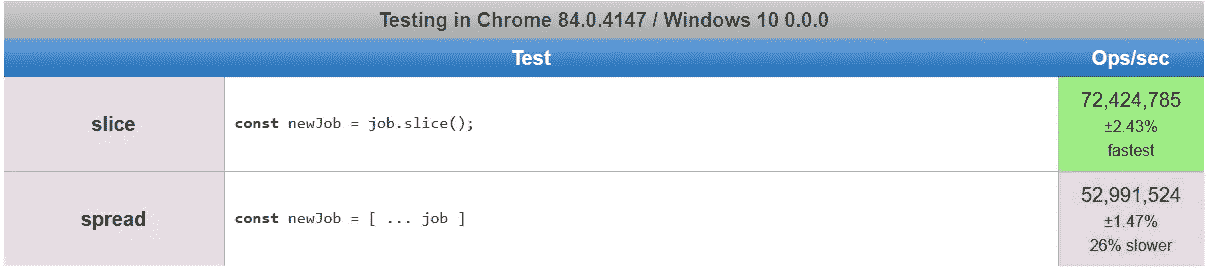 Testing in Chrome 84.0.4147 / Windows 10 0.0.0
Test Ops/sec
slice const newJob = job.slice(); 72,424,785
±2.43%
fastest
spread const newJob = [ ... job ] 52,991,524
±1.47%
26% slower